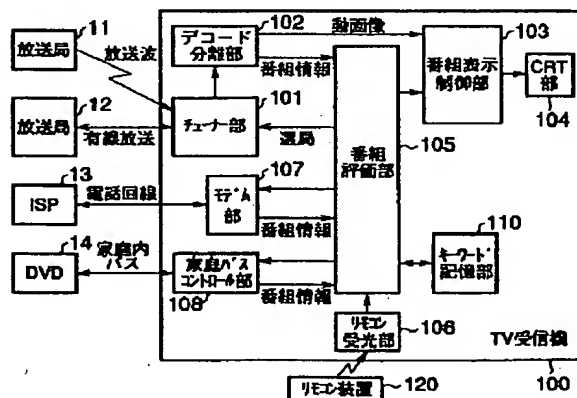 11
放送局
放送波
12
放送局
有線放送
13
ISP
電話回線
14
DVD
家庭内
バス
102
デコード
分離部
動画像
番組情報
101
チューナー部
選局
107
モデム
部
番組情報
家庭バス
コントロール部
108
番組情報
番組
評価部
105
103
番組表示
制御部
CRT
部
104
110
キーワード
記憶部
リモコン
受光部
106
TV受信機
100
リモコン装置
120